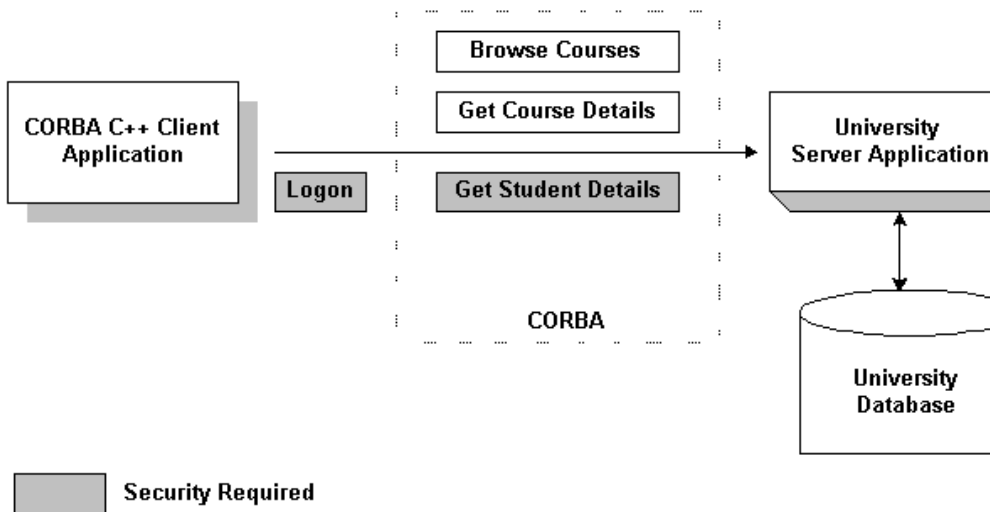 Browse Courses
CORBA C++ Client
Application
Get Course Details
University
Server Application
Logon
Get Student Details
CORBA
University
Database
Security Required